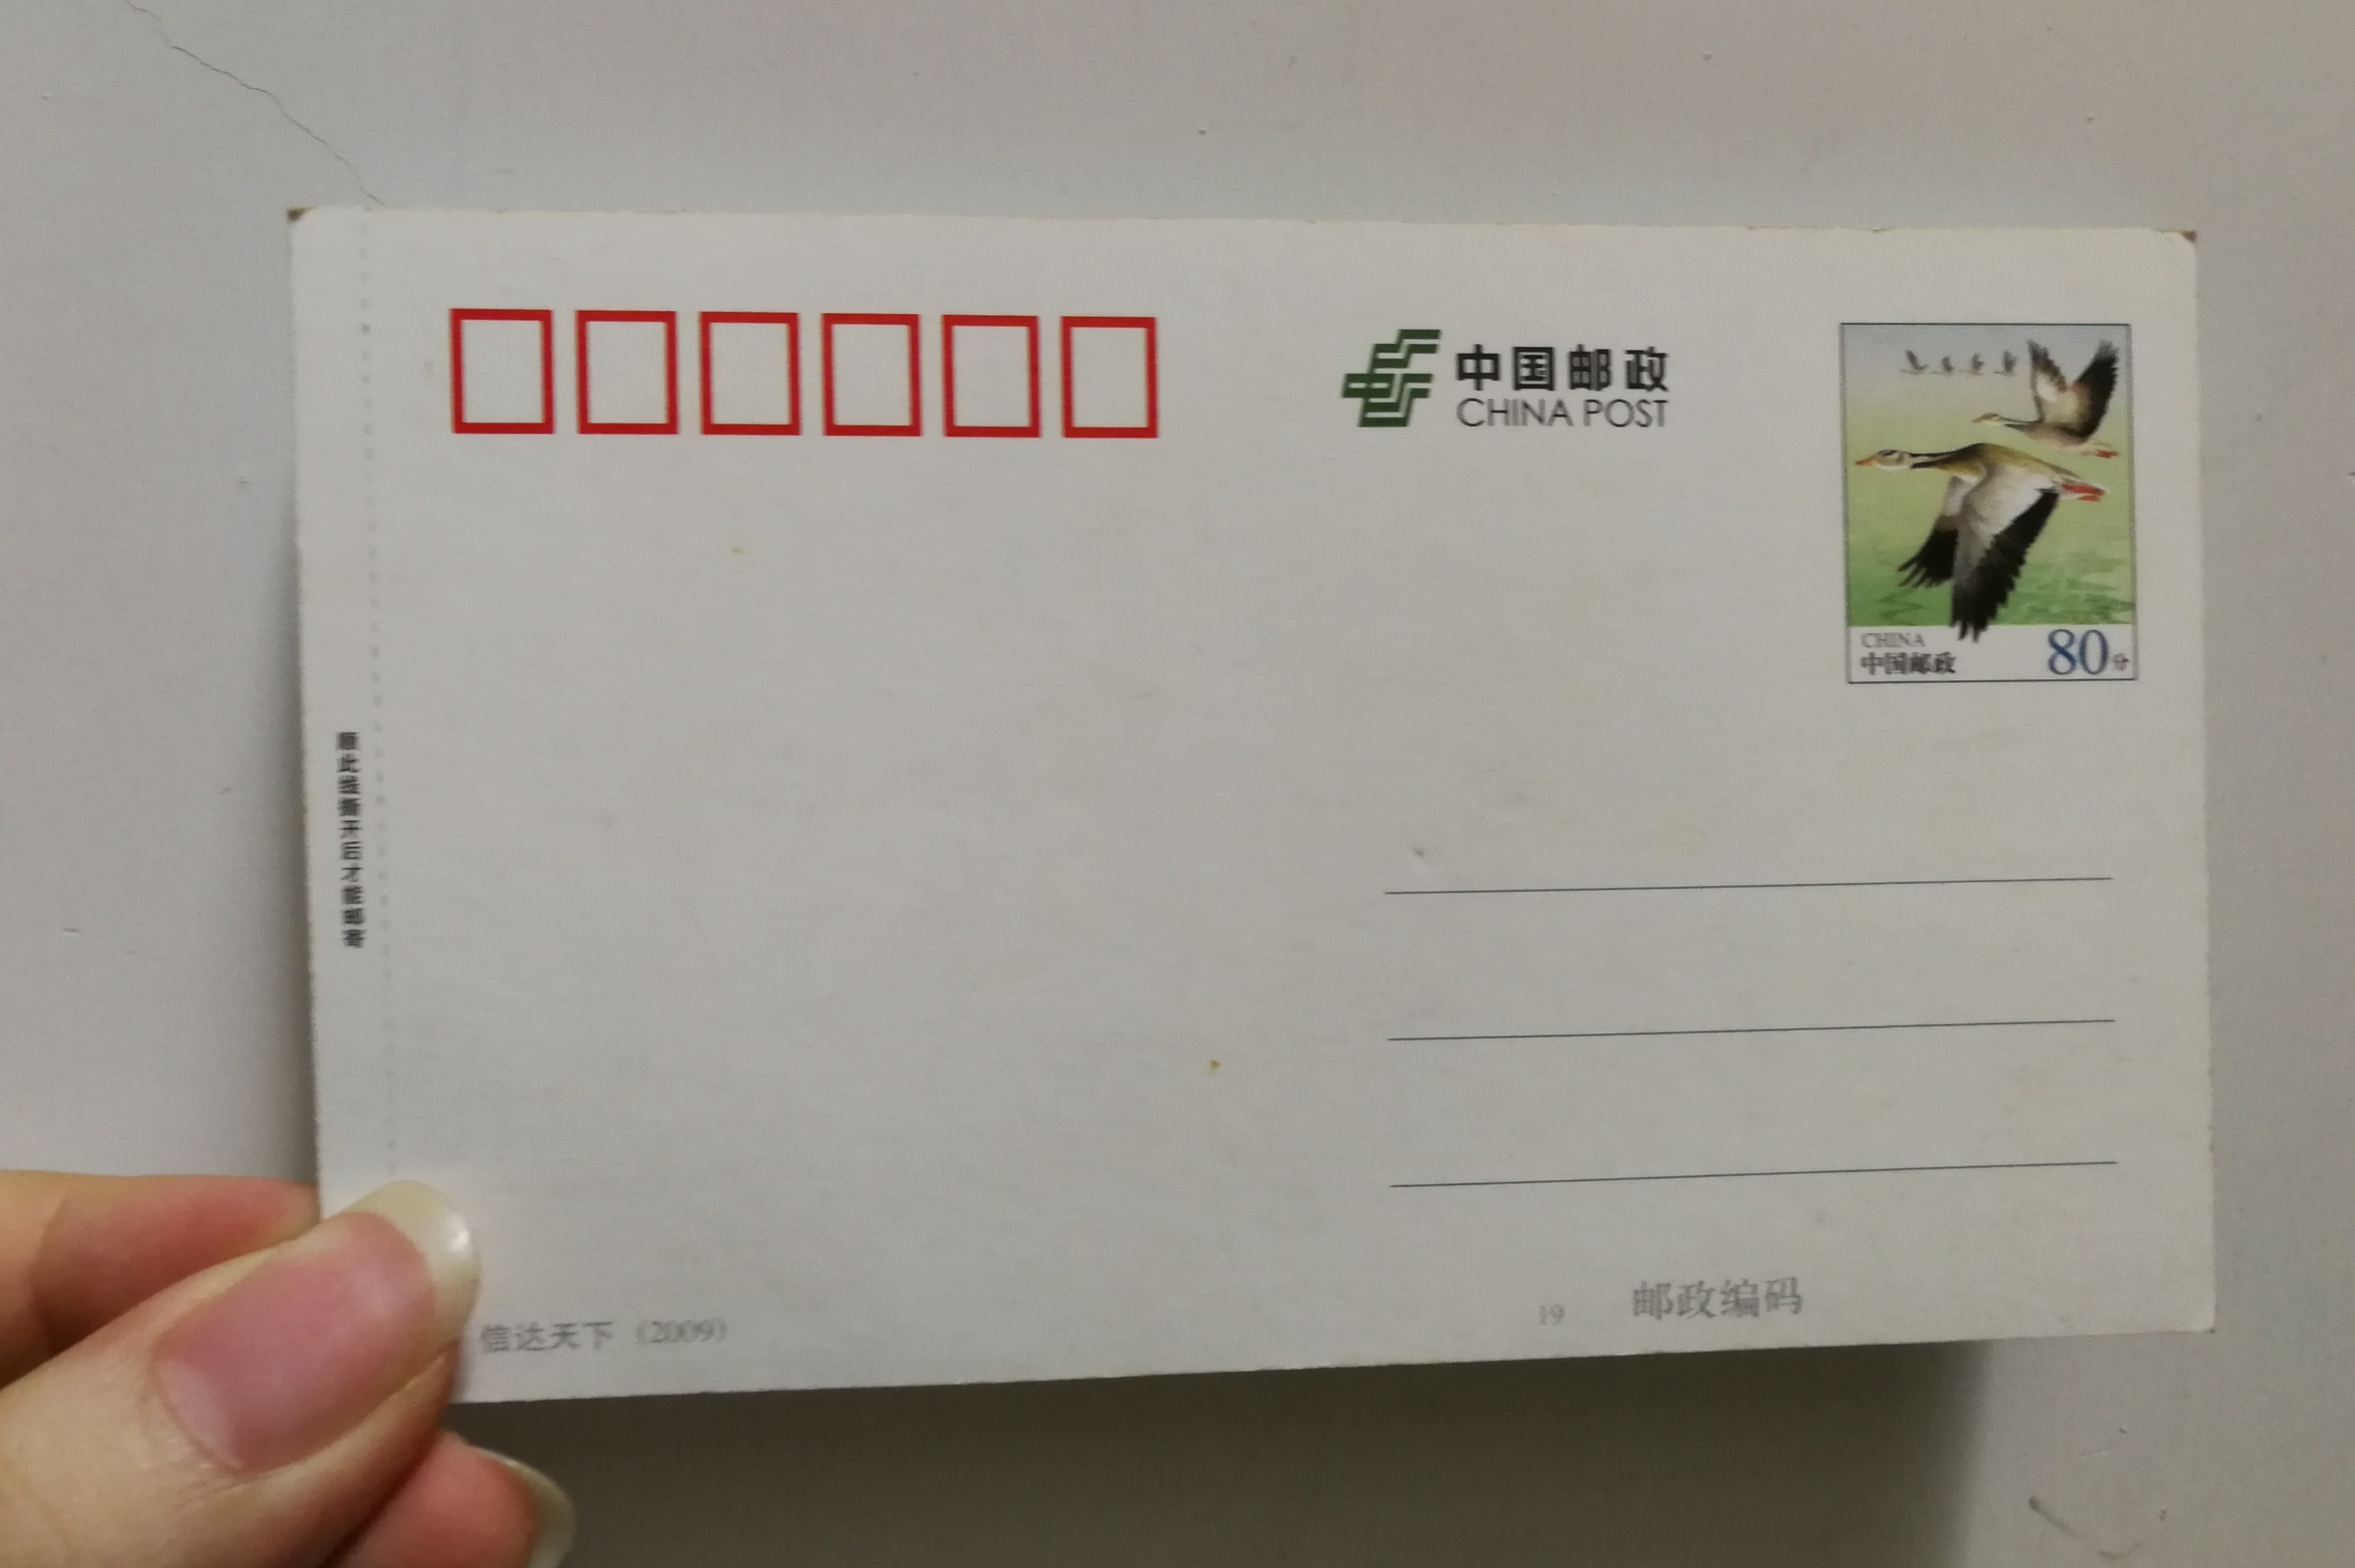 中国邮政
CHINA POST
CHINA
中国邮政
80分
顺此线撕开后才能邮寄
信达天下（2009）
19
邮政编码